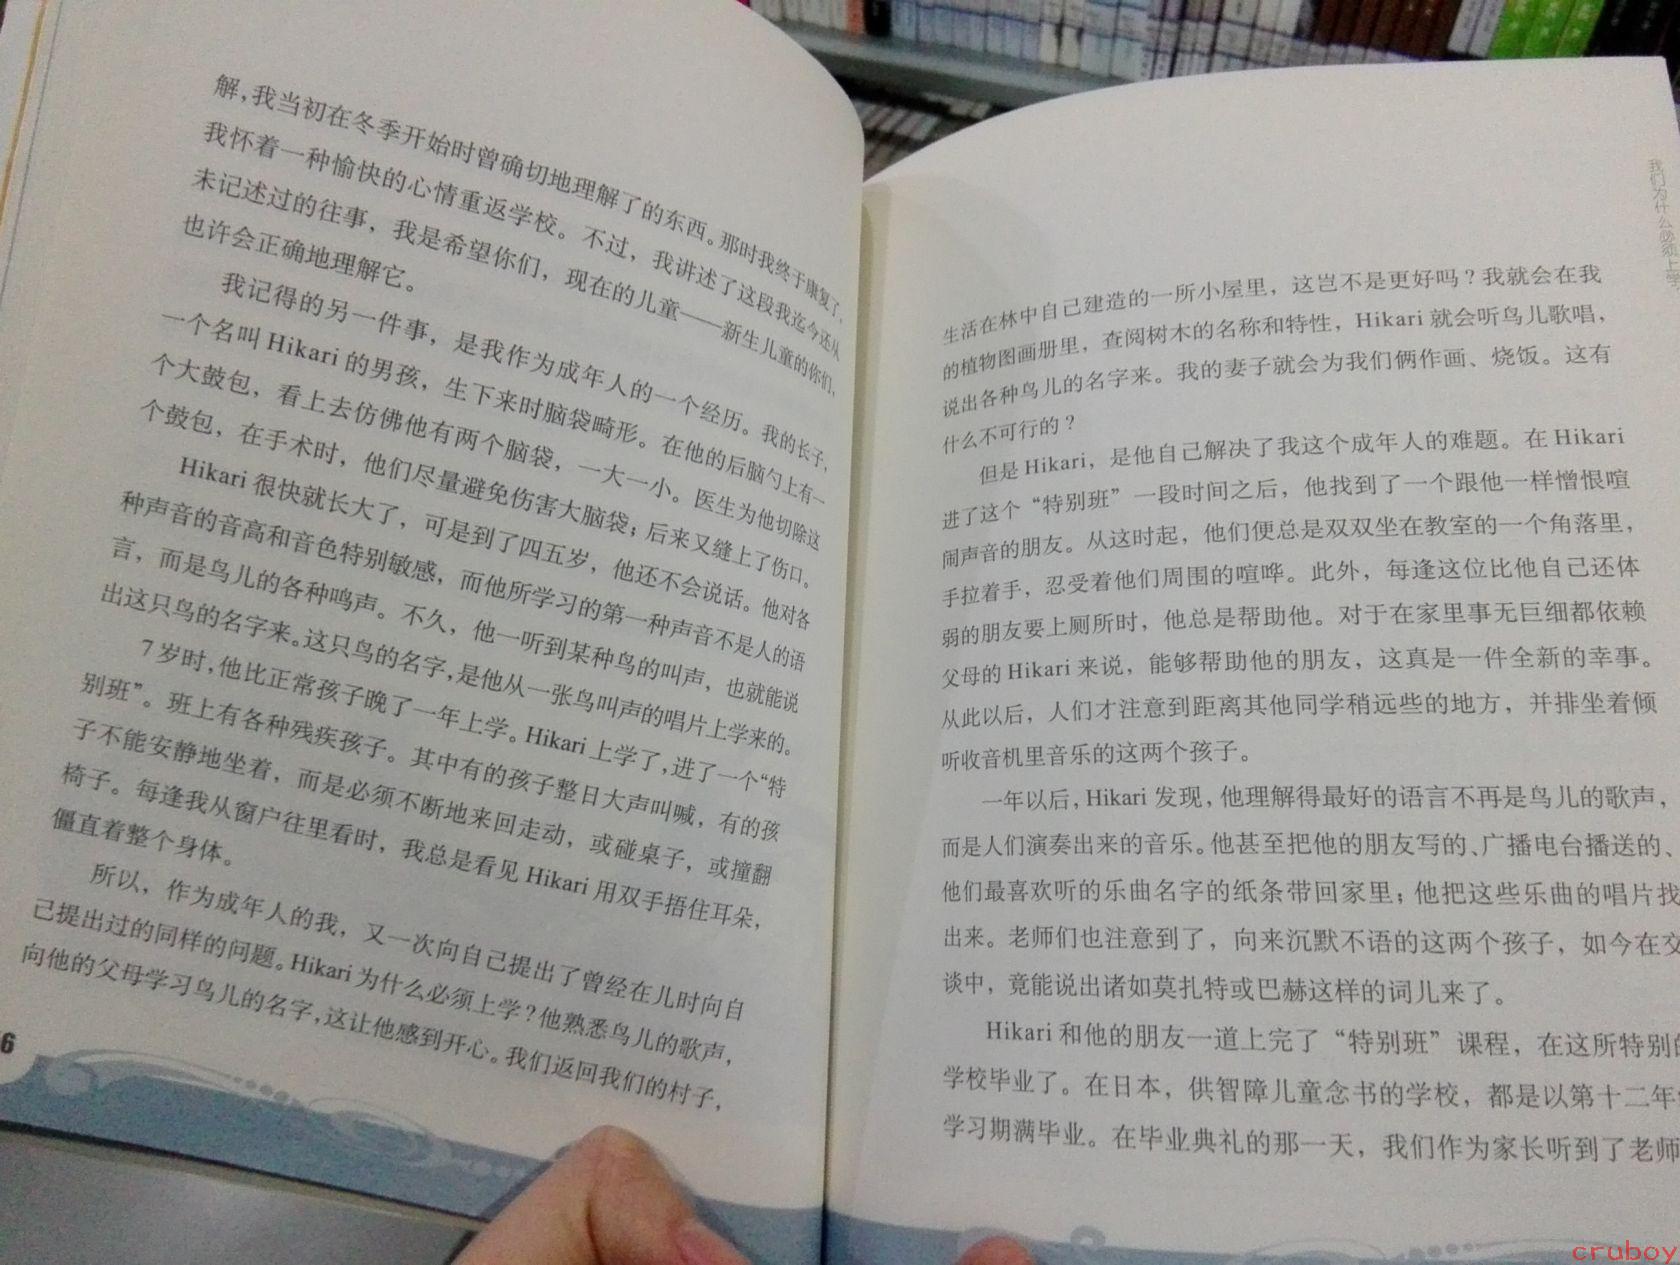 解，我当初在冬季开始时曾确切地理解了的东西。那时我终于康复了，
我怀着一种愉快的心情重返学校。不过，我讲述了这段我迄今还从
未记述过的往事，我是希望你们，现在的儿童——新生儿童的你们，
也许会正确地理解它。
我记得的另一件事，是我作为成年人的一个经历。我的长子，
一个名叫 Hikari 的男孩，生下来时脑袋畸形。在他的后脑勺上有一
个大鼓包，看上去仿佛他有两个脑袋，一大一小。医生为他切除这
个鼓包，在手术时，他们尽量避免伤害大脑袋；后来又缝上了伤口。
Hikari 很快就长大了，可是到了四五岁，他还不会说话。他对各
种声音的音高和音色特别敏感，而他所学习的第一种声音不是人的语
言，而是鸟儿的各种鸣声。不久，他一听到某种鸟的叫声，也就能说
出这只鸟的名字来。这只鸟的名字，是他从一张鸟叫声的唱片上学来的。
7 岁时，他比正常孩子晚了一年上学。Hikari 上学了，进了一个“特
别班”。班上有各种残疾孩子。其中有的孩子整日大声叫喊，有的孩
子不能安静地坐着，而是必须不断地来回走动，或碰桌子，或撞翻
椅子。每逢我从窗户往里看时，我总是看见 Hikari 用双手捂住耳朵，
僵直着整个身体。
所以，作为成年人的我，又一次向自己提出了曾经在儿时向自
己提出过的同样的问题。Hikari 为什么必须上学？他熟悉鸟儿的歌声，
向他的父母学习鸟儿的名字，这让他感到开心。我们返回我们的村子，
6
我们为什么必须上学？
生活在林中自己建造的一所小屋里，这岂不是更好吗？我就会在我
的植物图画册里，查阅树木的名称和特性，Hikari 就会听鸟儿歌唱，
说出各种鸟儿的名字来。我的妻子就会为我们俩作画、烧饭。这有
什么不可行的？
但是 Hikari，是他自己解决了我这个成年人的难题。在 Hikari
进了这个“特别班”一段时间之后，他找到了一个跟他一样憎恨喧
闹声音的朋友。从这时起，他们便总是双双坐在教室的一个角落里，
手拉着手，忍受着他们周围的喧哗。此外，每逢这位比他自己还体
弱的朋友要上厕所时，他总是帮助他。对于在家里事无巨细都依赖
父母的 Hikari 来说，能够帮助他的朋友，这真是一件全新的幸事。
从此以后，人们才注意到距离其他同学稍远些的地方，并排坐着倾
听收音机里音乐的这两个孩子。
一年以后，Hikari 发现，他理解得最好的语言不再是鸟儿的歌声，
而是人们演奏出来的音乐。他甚至把他的朋友写的、广播电台播送的、
他们最喜欢听的乐曲名字的纸条带回家里；他把这些乐曲的唱片找
出来。老师们也注意到了，向来沉默不语的这两个孩子，如今在交
谈中，竟能说出诸如莫扎特或巴赫这样的词儿来了。
Hikari 和他的朋友一道上完了“特别班”课程，在这所特别的
学校毕业了。在日本，供智障儿童念书的学校，都是以第十二年
学习期满毕业。在毕业典礼的那一天，我们作为家长听到了老师
cruboy